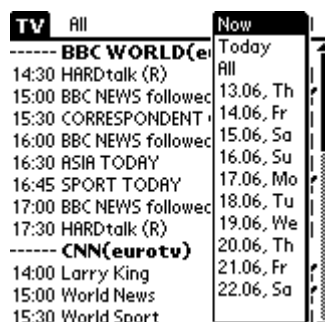 TV All
------ BBC WORLD(e
14:30 HARDtalk (R)
15:00 BBC NEWS followed
15:30 CORRESPONDENT
16:00 BBC NEWS followed
16:30 ASIA TODAY
16:45 SPORT TODAY
17:00 BBC NEWS followed
17:30 HARDtalk (R)
------ CNN(eurotv)
14:00 Larry King
15:00 World News
15:30 World Sport
Now
Today
All
13.06, Th
14.06, Fr
15.06, Sa
16.06, Su
17.06, Mo
18.06, Tu
19.06, We
20.06, Th
21.06, Fr
22.06, Sa